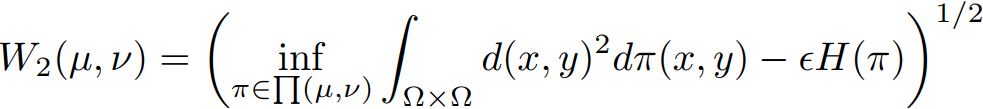 W_2(\mu, \nu) = \left( \inf_{\pi \in \prod(\mu, \nu)} \int_{\Omega \times \Omega} d(x, y)^2 d\pi(x, y) - \epsilon H(\pi) \right)^{1/2}